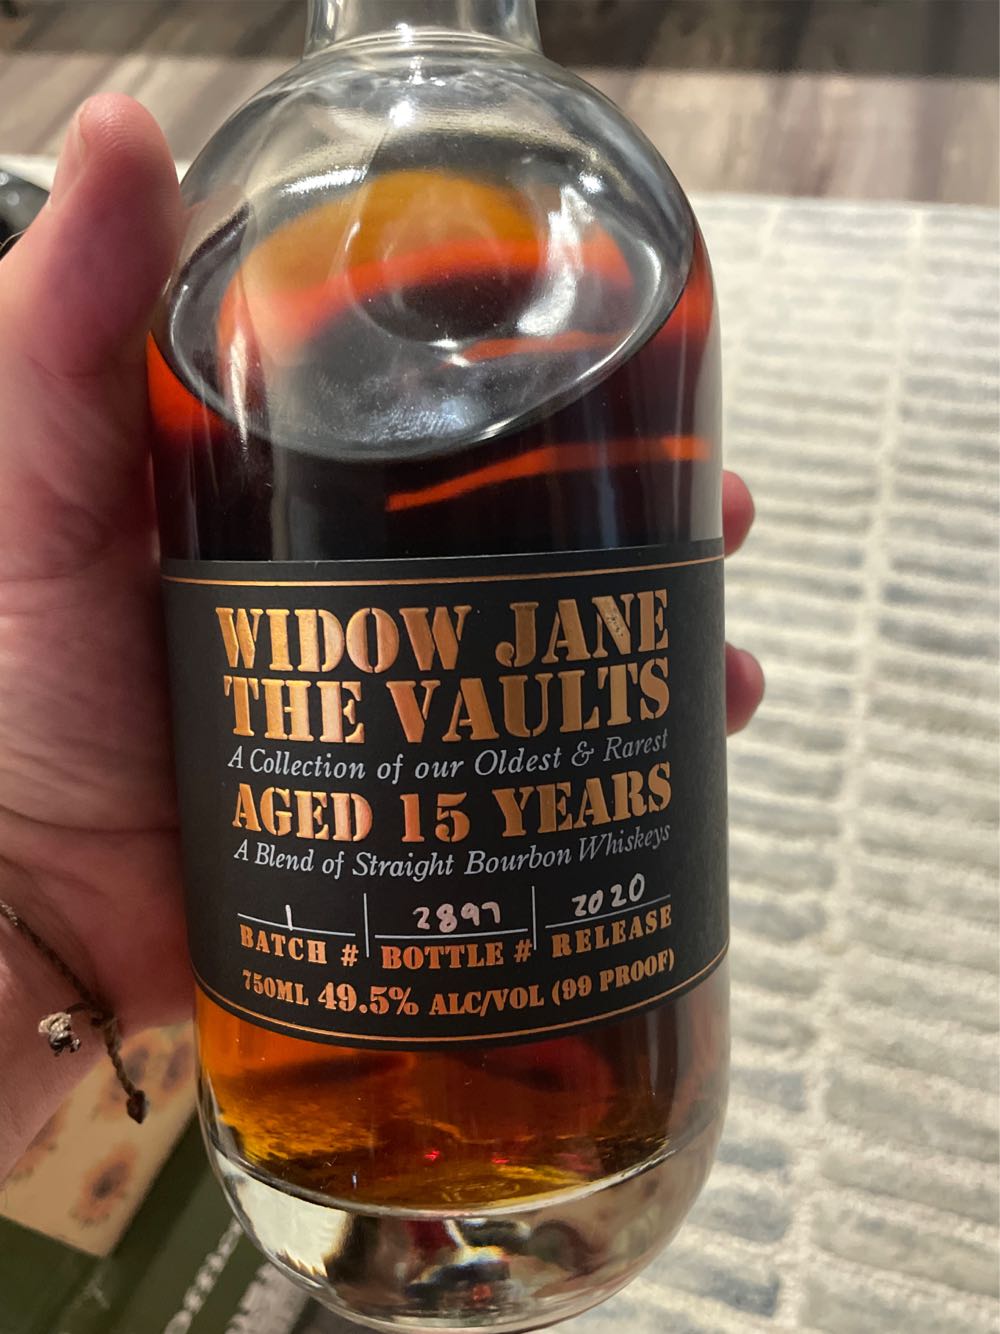 WIDOW JANE
THE VAULTS
A Collection of our Oldest & Rarest
AGED 15 YEARS
A Blend of Straight Bourbon Whiskeys
1 2897 2020
BATCH # BOTTLE # RELEASE
750ML 49.5% ALC/VOL (99 PROOF)